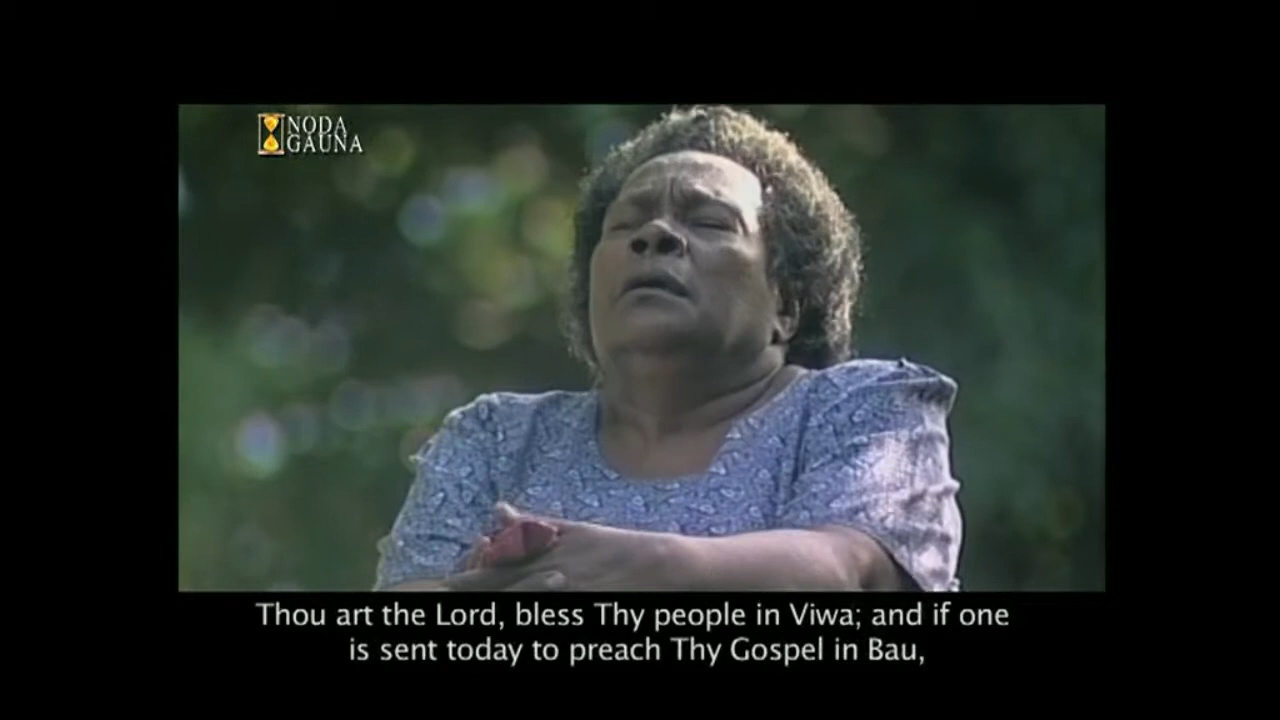 NODA
GAUNA
Thou art the Lord, bless Thy people in Viwa; and if one
is sent today to preach Thy Gospel in Bau,